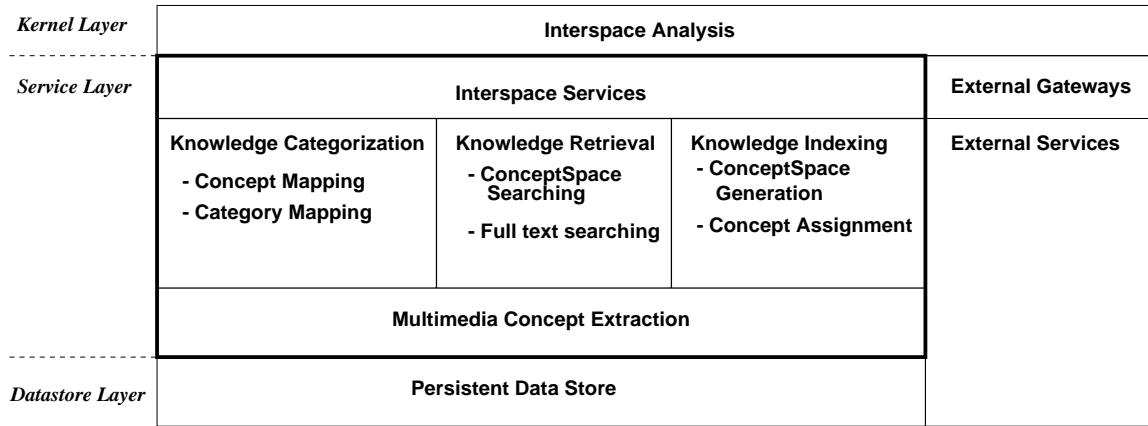 Kernel Layer
Interspace Analysis
Service Layer
Interspace Services
External Gateways
Knowledge Categorization
- Concept Mapping
- Category Mapping
Knowledge Retrieval
- ConceptSpace
Searching
- Full text searching
Knowledge Indexing
- ConceptSpace
Generation
- Concept Assignment
External Services
Multimedia Concept Extraction
Datastore Layer
Persistent Data Store